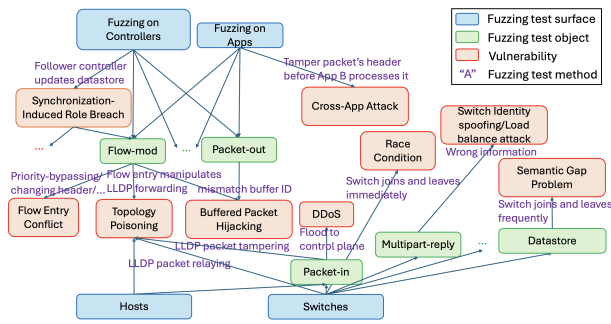 Fuzzing on
Controllers
Fuzzing on
Apps
Fuzzing test surface
Fuzzing test object
Vulnerability
"A" Fuzzing test method
Follower controller
updates datastore
Tamper packet's header
before App B processes it
Synchronization-
Induced Role Breach
Cross-App Attack
Switch Identity
spoofing/Load
balance attack
...
Flow-mod
...
Packet-out
Race
Condition
Wrong information
Semantic Gap
Problem
Priority-bypassing/
changing header/...
Flow entry manipulates
LLDP forwarding
mismatch buffer ID
Switch joins and leaves
immediately
Switch joins and leaves
frequently
Flow Entry
Conflict
Topology
Poisoning
Buffered Packet
Hijacking
DDoS
Flood to
control plane
LLDP packet tampering
LLDP packet relaying
Multipart-reply
...
Datastore
Packet-in
Hosts
Switches